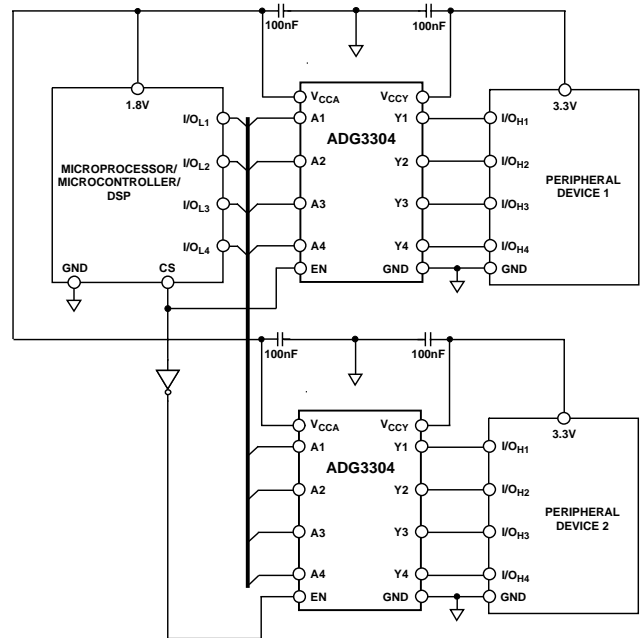 100nF
100nF
1.8V
MICROPROCESSOR/
MICROCONTROLLER/
DSP
I/OL1
I/OL2
I/OL3
I/OL4
GND
CS
VCCA
VCCY
A1
Y1
ADG3304
A2
Y2
A3
Y3
A4
Y4
EN
GND
3.3V
I/OH1
I/OH2
I/OH3
I/OH4
GND
PERIPHERAL
DEVICE 1
100nF
100nF
VCCA
VCCY
A1
Y1
ADG3304
A2
Y2
A3
Y3
A4
Y4
EN
GND
3.3V
I/OH1
I/OH2
I/OH3
I/OH4
GND
PERIPHERAL
DEVICE 2